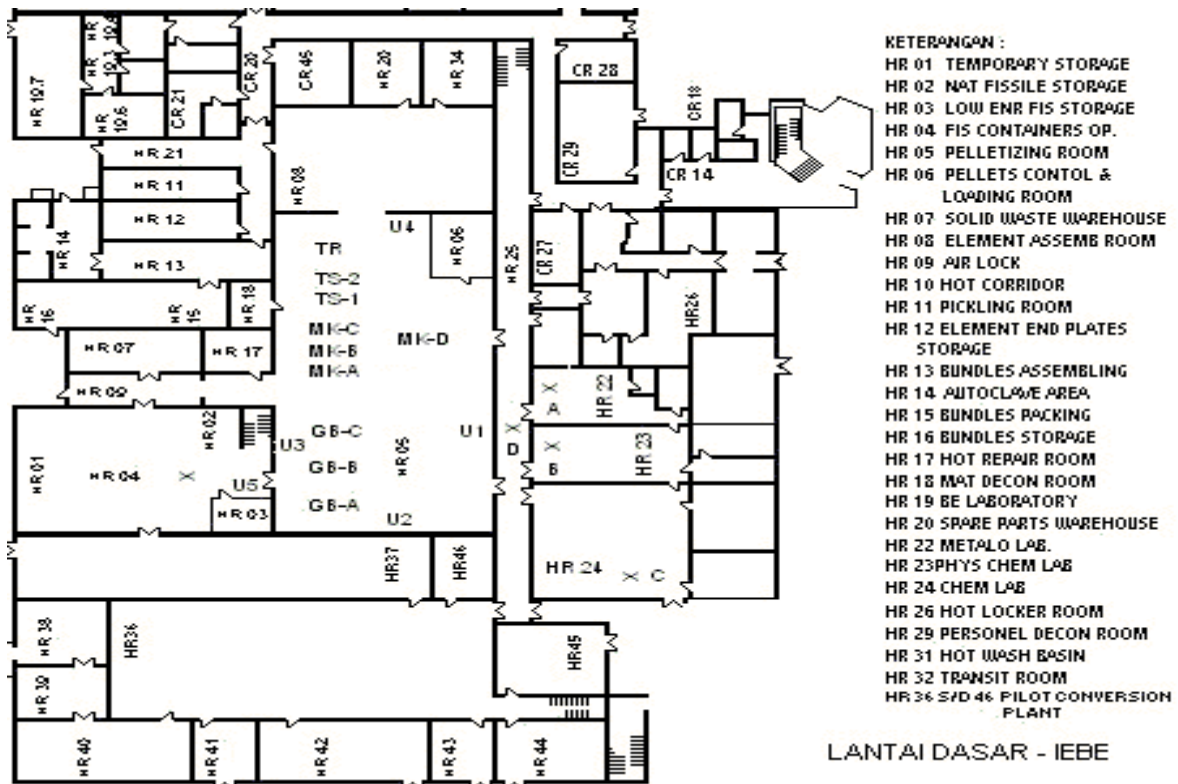 HR 19.7
HR 19.3
HR 19.6
CR 21
CR 20
CR 45
HR 20
HR 34
CR 28
CR 29
CR 18
CR 14
HR 21
HR 11
HR 12
HR 13
HR 14
HR 08
HR 06
HR 25
CR 27
HR26
U4
TR
TS-2
TS-1
MK-C
MK-B
MK-A
MK-D
HR 16
HR 15
HR 18
HR 07
HR 17
HR 09
HR 02
HR 01
HR 04
X
U5
HR 03
U3
GB-C
GB-B
GB-A
HR 05
U1
U2
X
A
HR 22
X
D
X
B
HR 23
HR 24
X C
HR37
HR46
HR 38
HR 39
HR36
HR45
HR40
HR41
HR 42
HR43
HR 44
KETERANGAN :
HR 01 TEMPORARY STORAGE
HR 02 NAT FISSILE STORAGE
HR 03 LOW ENR FIS STORAGE
HR 04 FIS CONTAINERS OP.
HR 05 PELLETIZING ROOM
HR 06 PELLETS CONTOL &
LOADING ROOM
HR 07 SOLID WASTE WAREHOUSE
HR 08 ELEMENT ASSEMB ROOM
HR 09 AIR LOCK
HR 10 HOT CORRIDOR
HR 11 PICKLING ROOM
HR 12 ELEMENT END PLATES
STORAGE
HR 13 BUNDLES ASSEMBLING
HR 14 AUTOCLAVE AREA
HR 15 BUNDLES PACKING
HR 16 BUNDLES STORAGE
HR 17 HOT REPAIR ROOM
HR 18 MAT DECON ROOM
HR 19 BE LABORATORY
HR 20 SPARE PARTS WAREHOUSE
HR 22 METALO LAB.
HR 23PHYS CHEM LAB
HR 24 CHEM LAB
HR 26 HOT LOCKER ROOM
HR 29 PERSONEL DECON ROOM
HR 31 HOT WASH BASIN
HR 32 TRANSIT ROOM
HR 36 S/D 46 PILOT CONVERSION
PLANT
LANTAI DASAR - IEBE